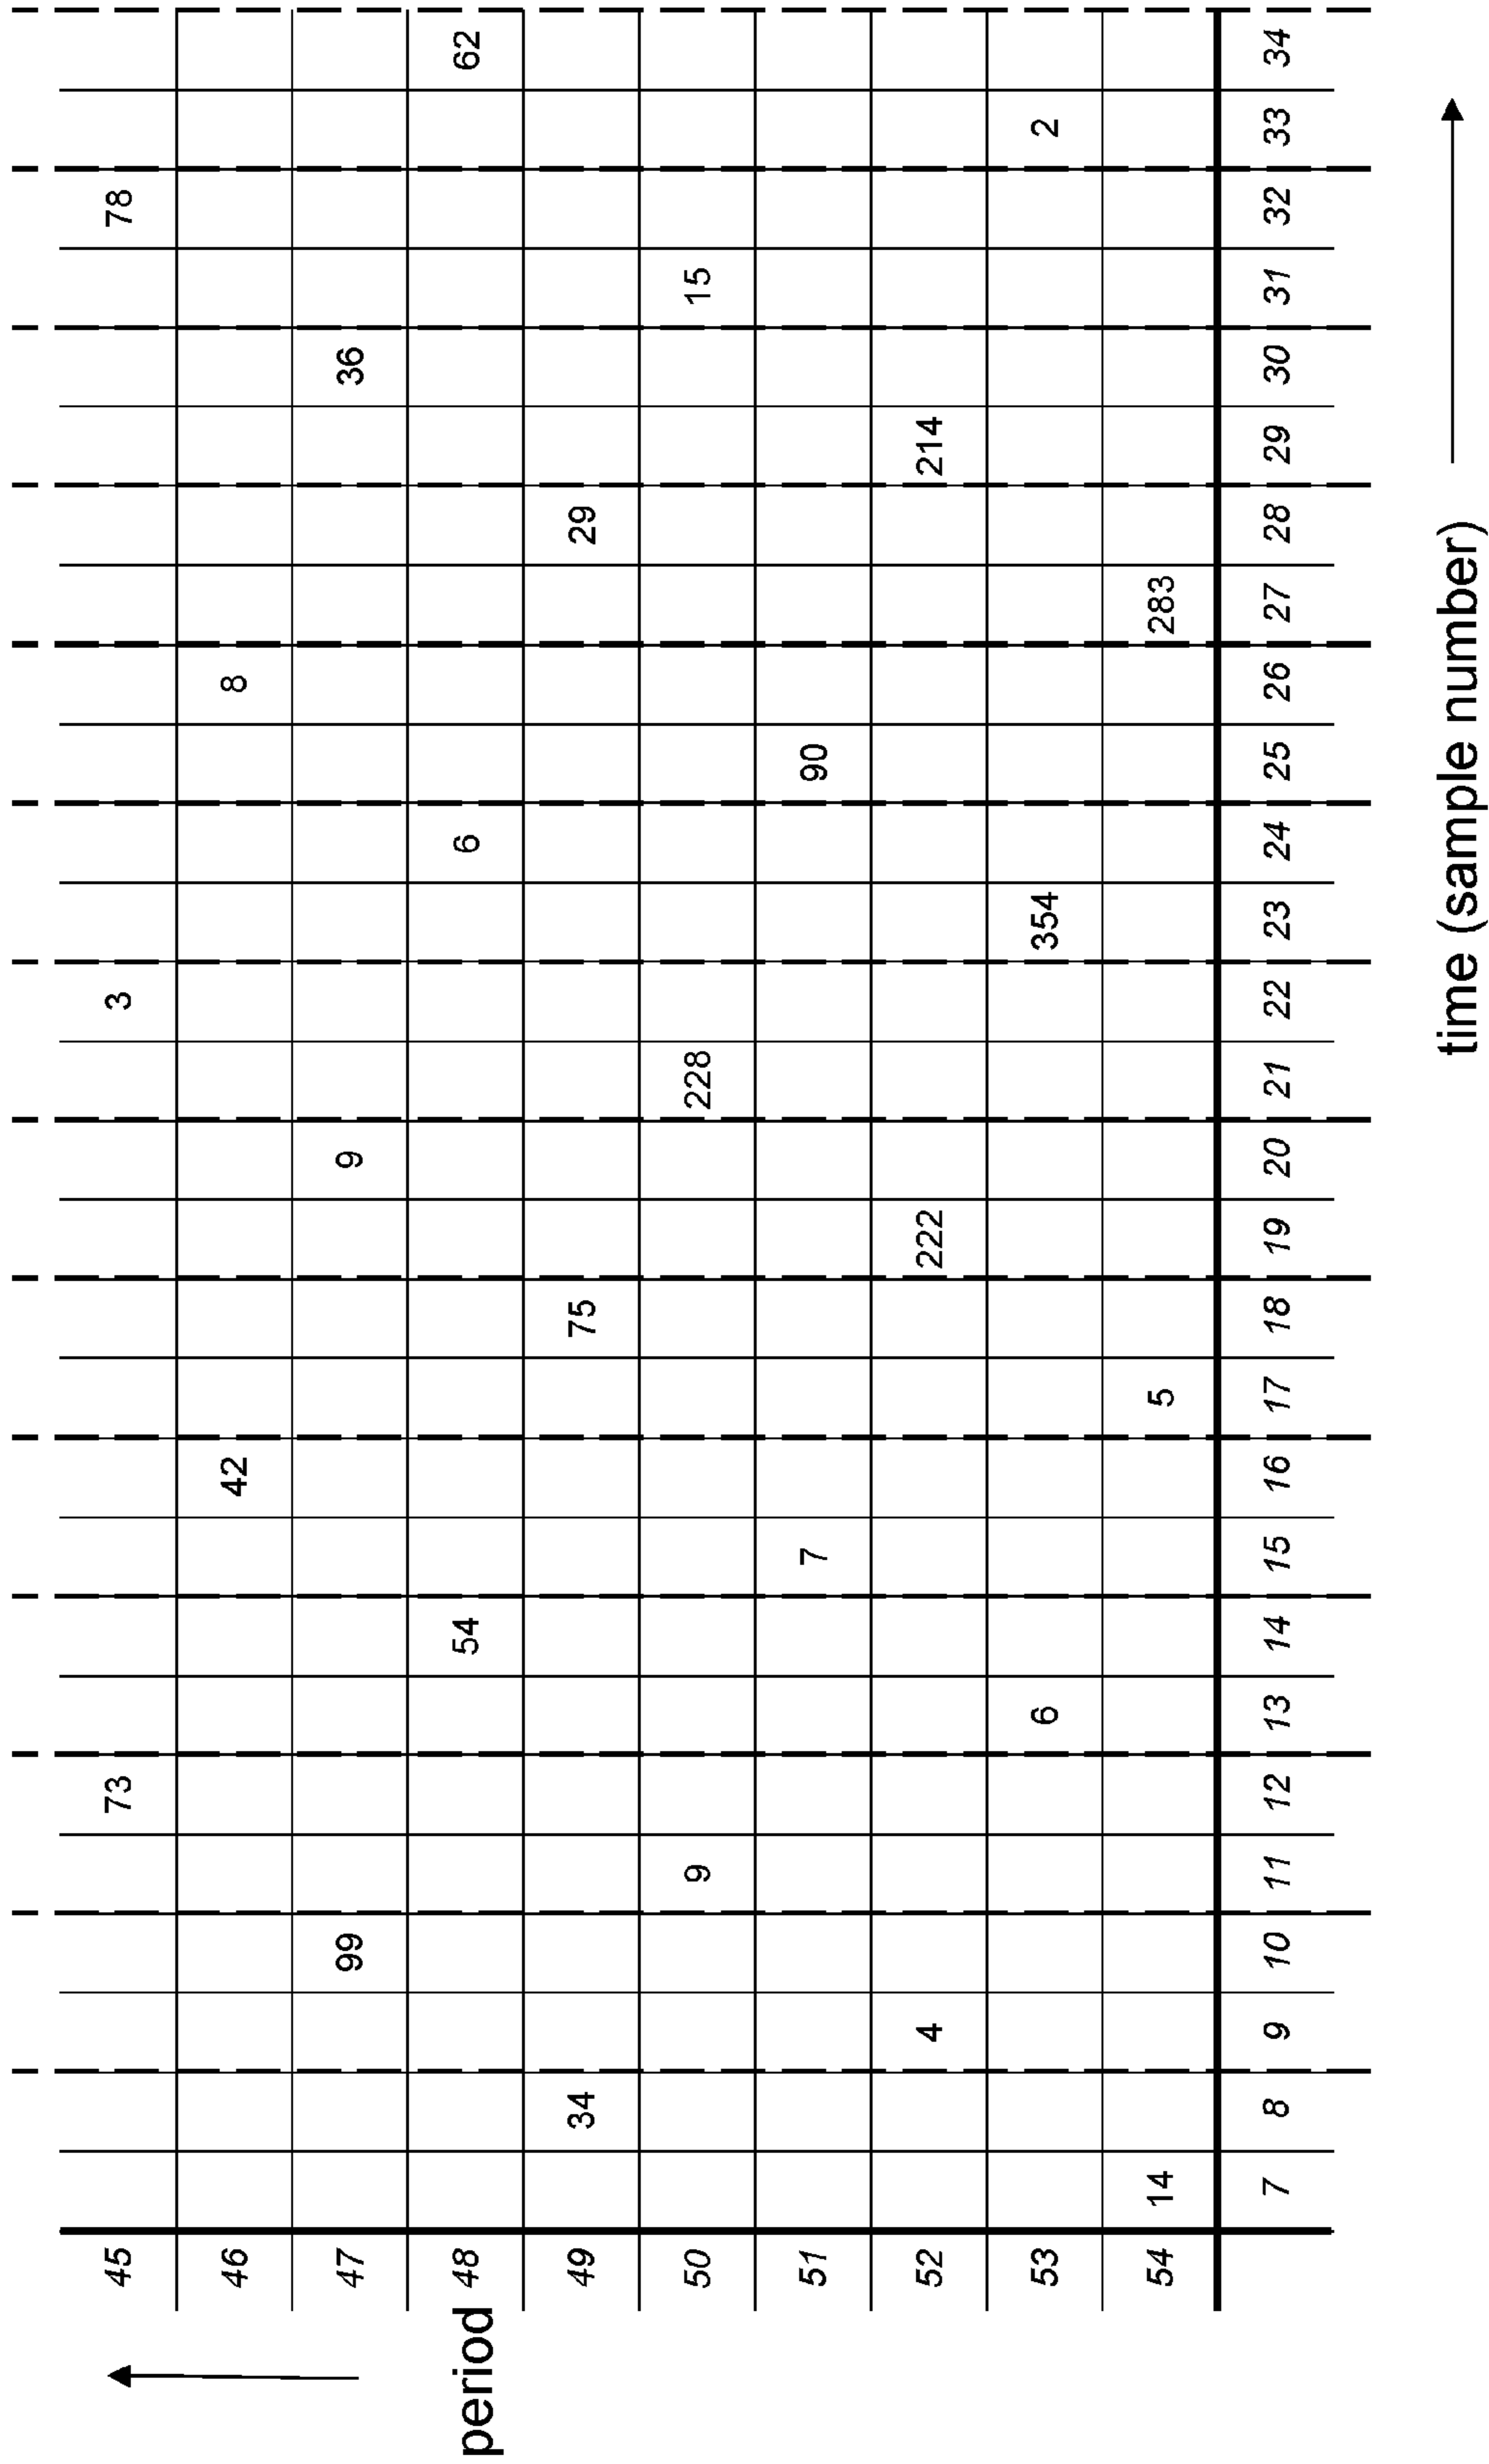 45 73 3 78
46 42 8
47 99 9 36
period 48 54 6 62
49 34 75 29
50 9 228 15
51 7 90
52 4 222 214
53 6 354 2
54 14 5 283
7 8 9 10 11 12 13 14 15 16 17 18 19 20 21 22 23 24 25 26 27 28 29 30 31 32 33 34
time (sample number)